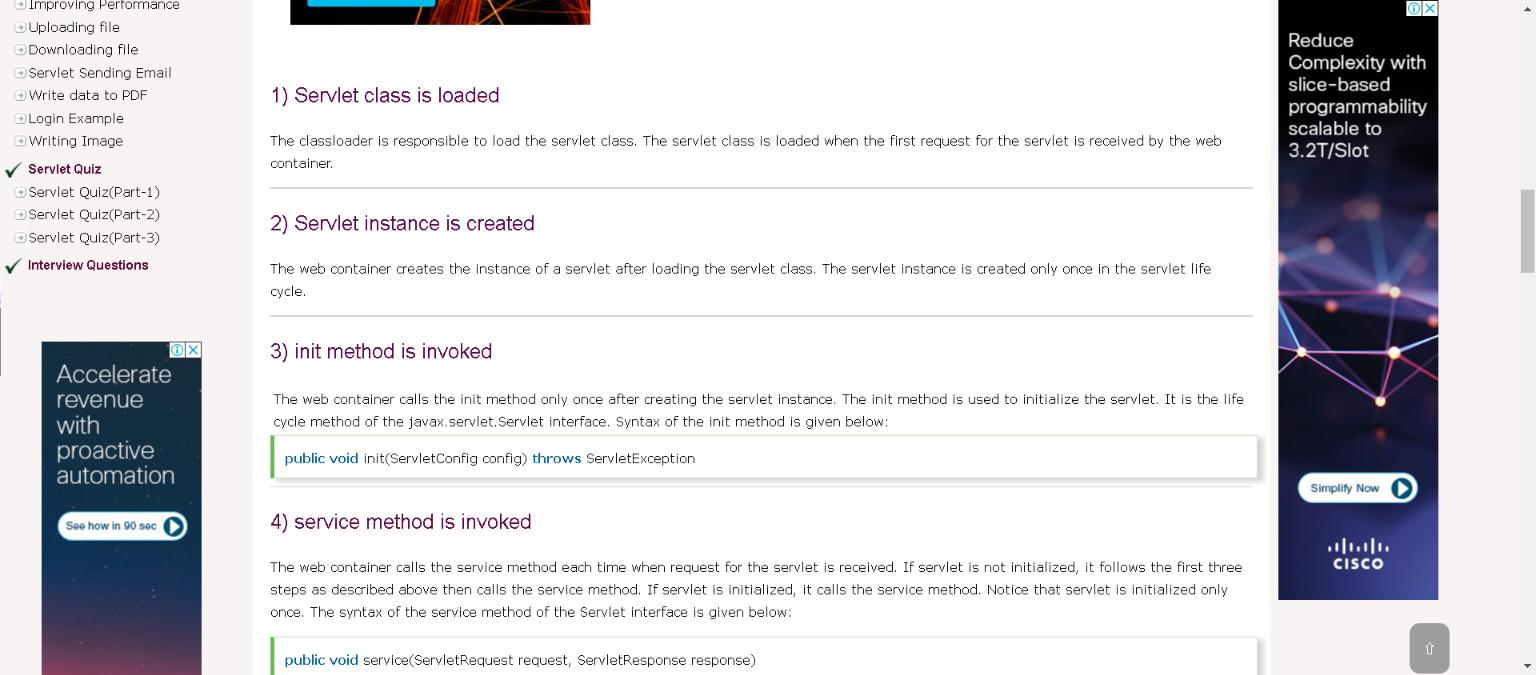 Improving Performance
Uploading file
Downloading file
Servlet Sending Email
Write data to PDF
Login Example
Writing Image
Servlet Quiz
Servlet Quiz(Part-1)
Servlet Quiz(Part-2)
Servlet Quiz(Part-3)
Interview Questions
Accelerate
revenue
with
proactive
automation
See how in 90 sec
1) Servlet class is loaded
The classloader is responsible to load the servlet class. The servlet class is loaded when the first request for the servlet is received by the web
container.
2) Servlet instance is created
The web container creates the instance of a servlet after loading the servlet class. The servlet instance is created only once in the servlet life
cycle.
3) init method is invoked
The web container calls the init method only once after creating the servlet instance. The init method is used to initialize the servlet. It is the life
cycle method of the javax.servlet.Servlet interface. Syntax of the init method is given below:
public void init(ServletConfig config) throws ServletException
4) service method is invoked
The web container calls the service method each time when request for the servlet is received. If servlet is not initialized, it follows the first three
steps as described above then calls the service method. If servlet is initialized, it calls the service method. Notice that servlet is initialized only
once. The syntax of the service method of the Servlet interface is given below:
public void service(ServletRequest request, ServletResponse response)
Reduce
Complexity with
slice-based
programmability
scalable to
3.2T/Slot
Simplify Now
CISCO